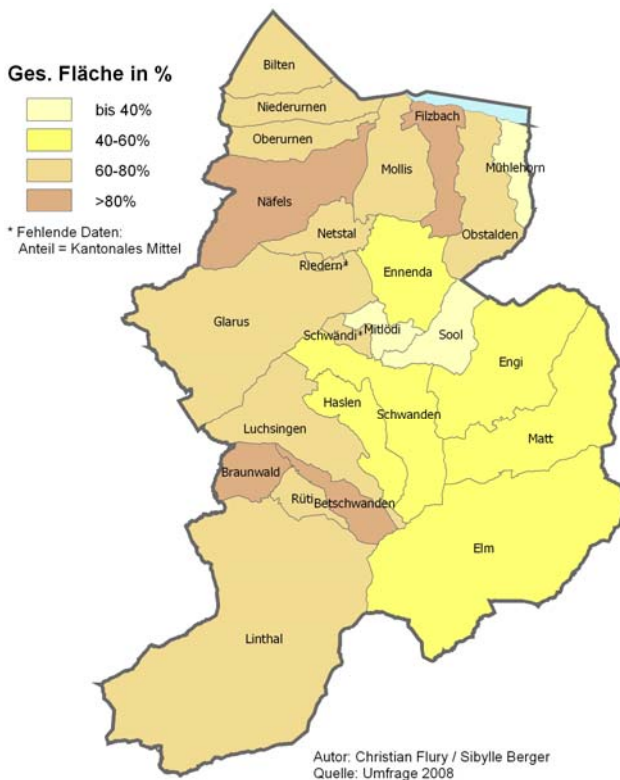 Ges. Fläche in %
bis 40%
40-60%
60-80%
>80%
* Fehlende Daten:
Anteil = Kantonales Mittel
Bilten
Niederurnen
Oberurnen
Filzbach
Mollis
Mühlehorn
Näfels
Netstal
Obstalden
Riedern*
Ennenda
Glarus
Schwändi*
Mitlödi
Sool
Engi
Haslen
Schwanden
Luchsingen
Matt
Braunwald
Rüti
Betschwanden
Elm
Linthal
Autor: Christian Flury / Sibylle Berger
Quelle: Umfrage 2008